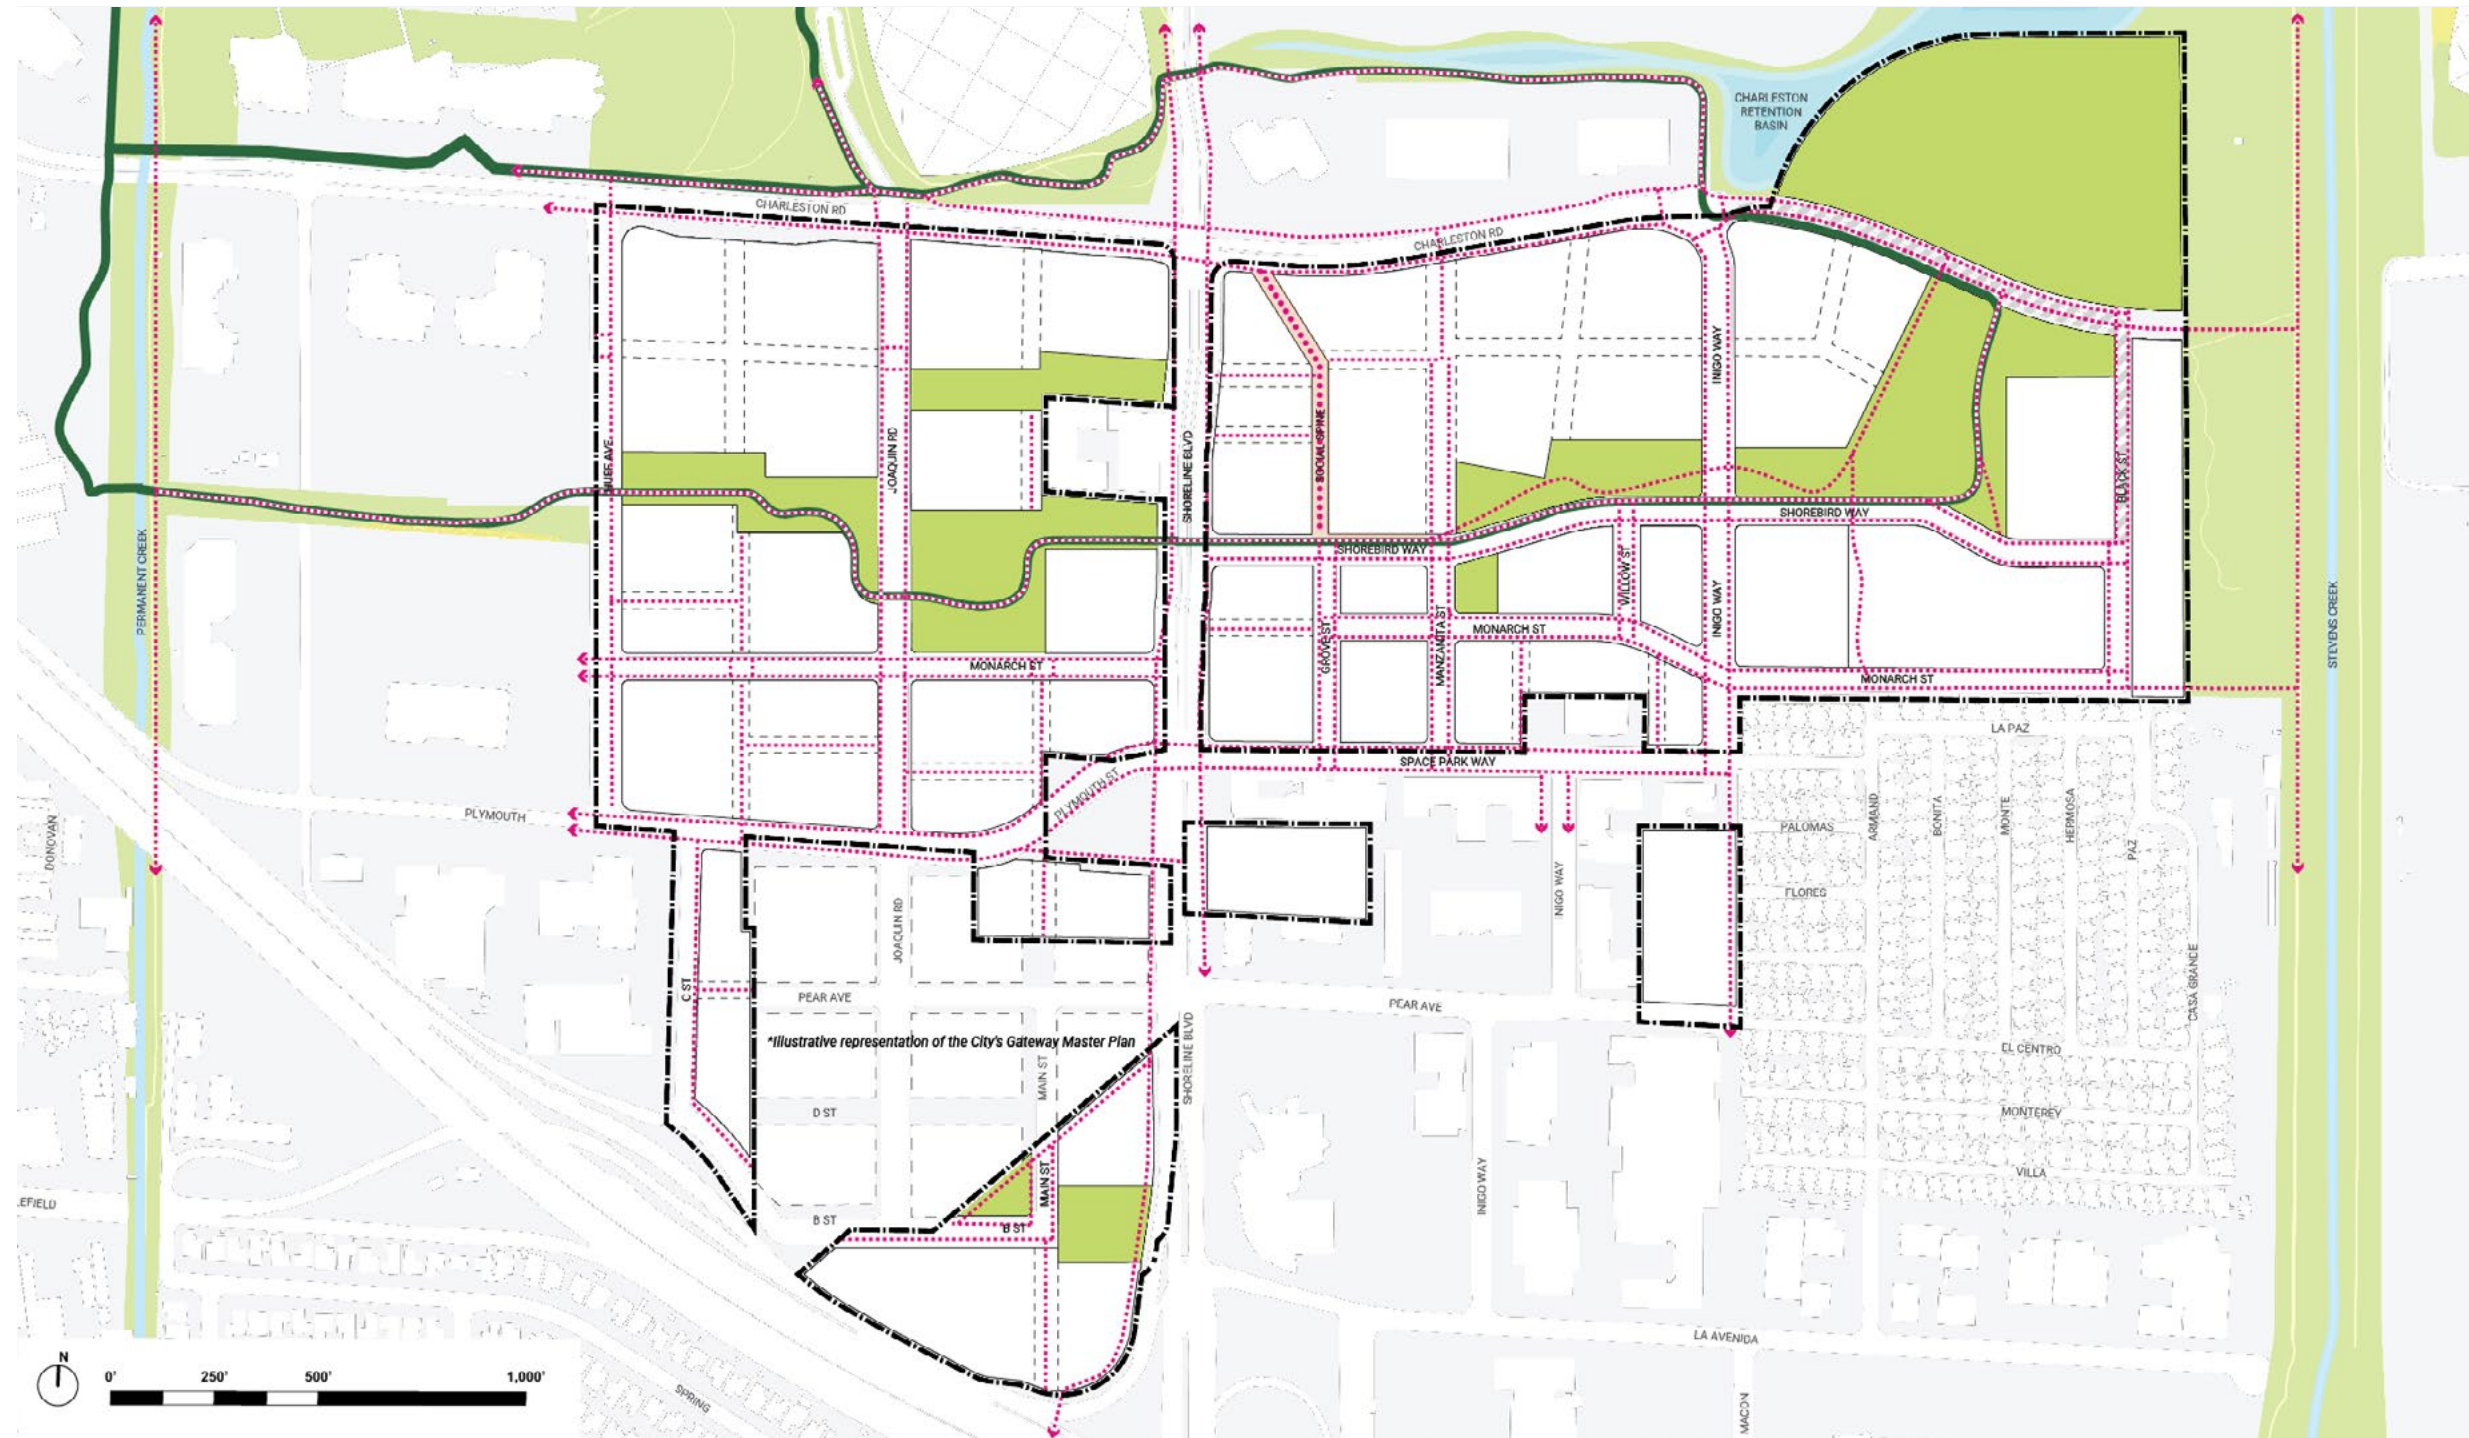 CHARLESTON
RETENTION
BASIN
CHARLESTON RD
CHARLESTON RD
INIGO WAY
HUFF AVE
JOAQUIN RD
SHORELINE BLVD
SOCIAL SPINE
BLACK ST
SHOREBIRD WAY
SHOREBIRD WAY
PERMANENT CREEK
WILLOW ST
INIGO WAY
STEVENS CREEK
GROVE ST
MANZANITA ST
MONARCH ST
MONARCH ST
MONARCH ST
LA PAZ
SPACE PARK WAY
PLYMOUTH ST
PLYMOUTH
DONOVAN
PALOMAS
ARMAND
BONITA
MONTE
HERMOSA
PAZ
FLORES
NIGO WAY
JOAQUIN RD
C ST
PEAR AVE
PEAR AVE
CASA GRANDE
*Illustrative representation of the City's Gateway Master Plan
EL CENTRO
MAIN ST
SHORELINE BLVD
D ST
MONTEREY
MAIN ST
INIGO WAY
VILLA
LEFIELD
B ST
B ST
LA AVENIDA
N
0' 250' 500' 1,000'
SPRING
MACON